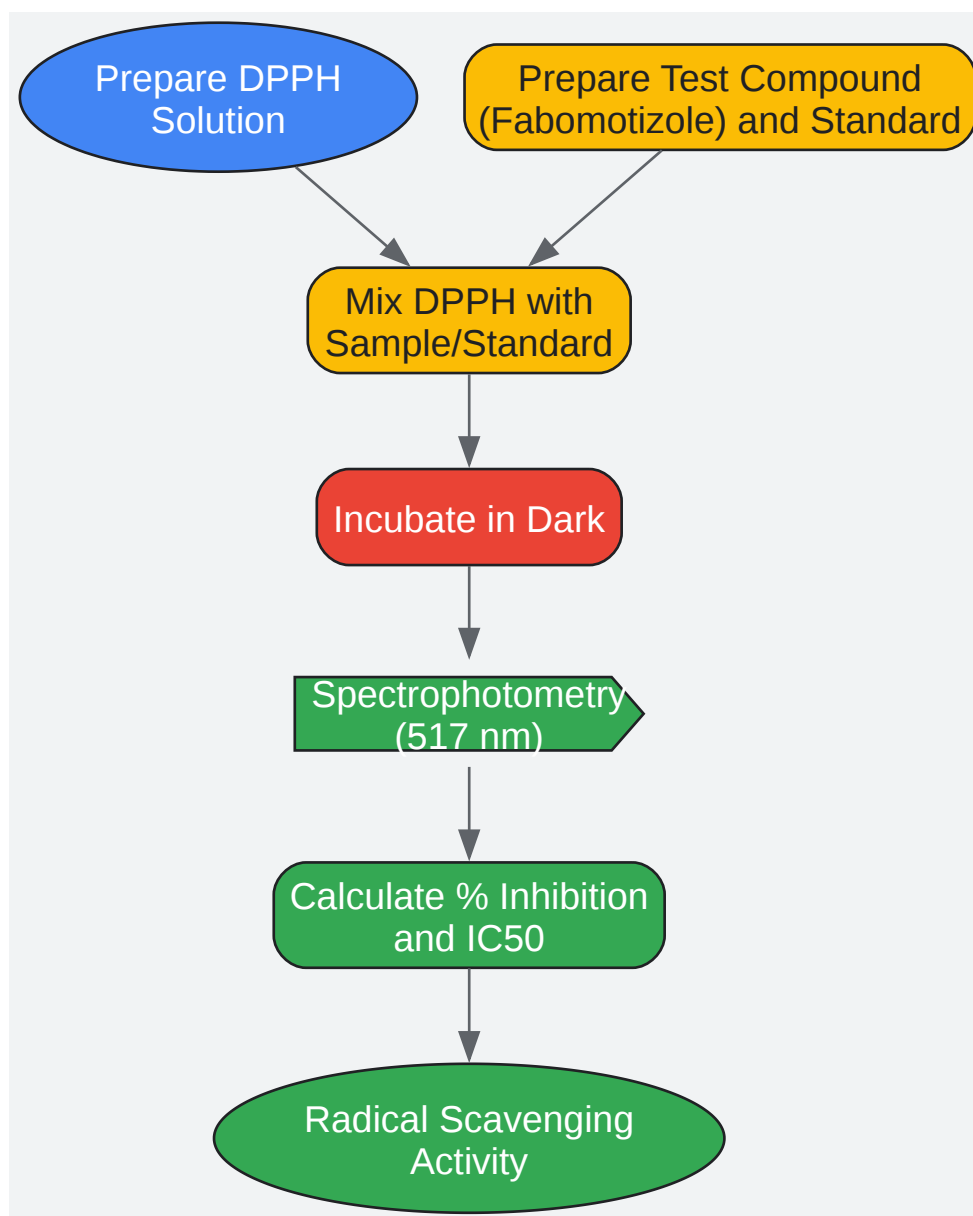 Prepare DPPH
Solution
Prepare Test Compound
(Fabomotizole) and Standard
Mix DPPH with
Sample/Standard
Incubate in Dark
Spectrophotometry
(517 nm)
Calculate % Inhibition
and IC50
Radical Scavenging
Activity